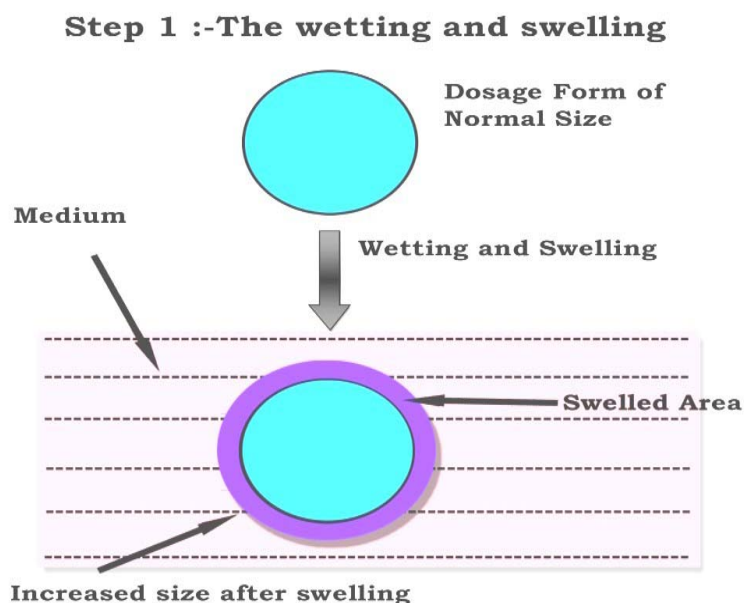 Step 1 :-The wetting and swelling
Dosage Form of
Normal Size
Medium
Wetting and Swelling
Swelled Area
Increased size after swelling